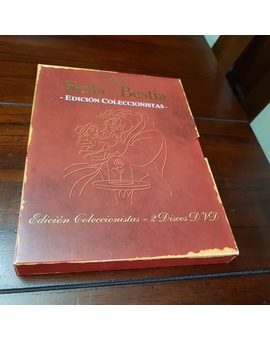 Bella Bestia
- EDICIÓN COLECCIONISTAS -
Edición Coleccionistas - 2 Discos DVD